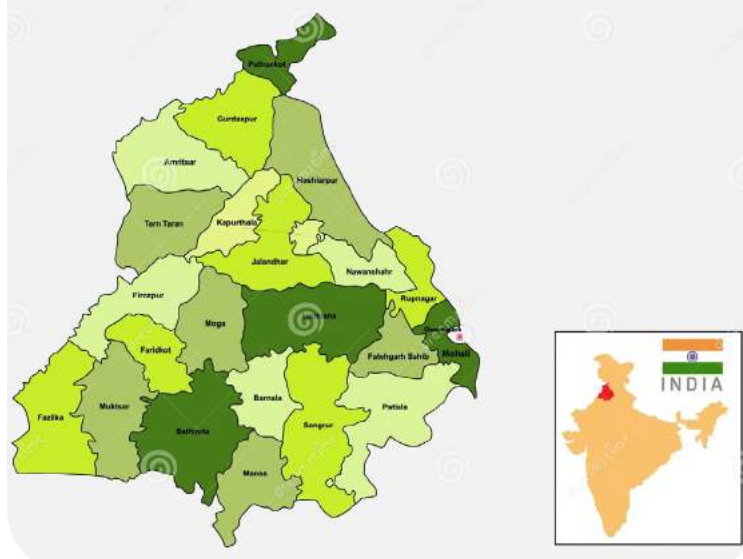 Pathankot
Gurdaspur
Amritsar
Hoshiarpur
Tarn Taran
Kapurthala
Jalandhar
Nawanshahr
Firozpur
Rupnagar
Moga
Ludhiana
Faridkot
Fatehgarh Sahib
Mohali
Fazilka
Muktsar
Barnala
Patiala
Bathinda
Sangrur
Mansa
INDIA